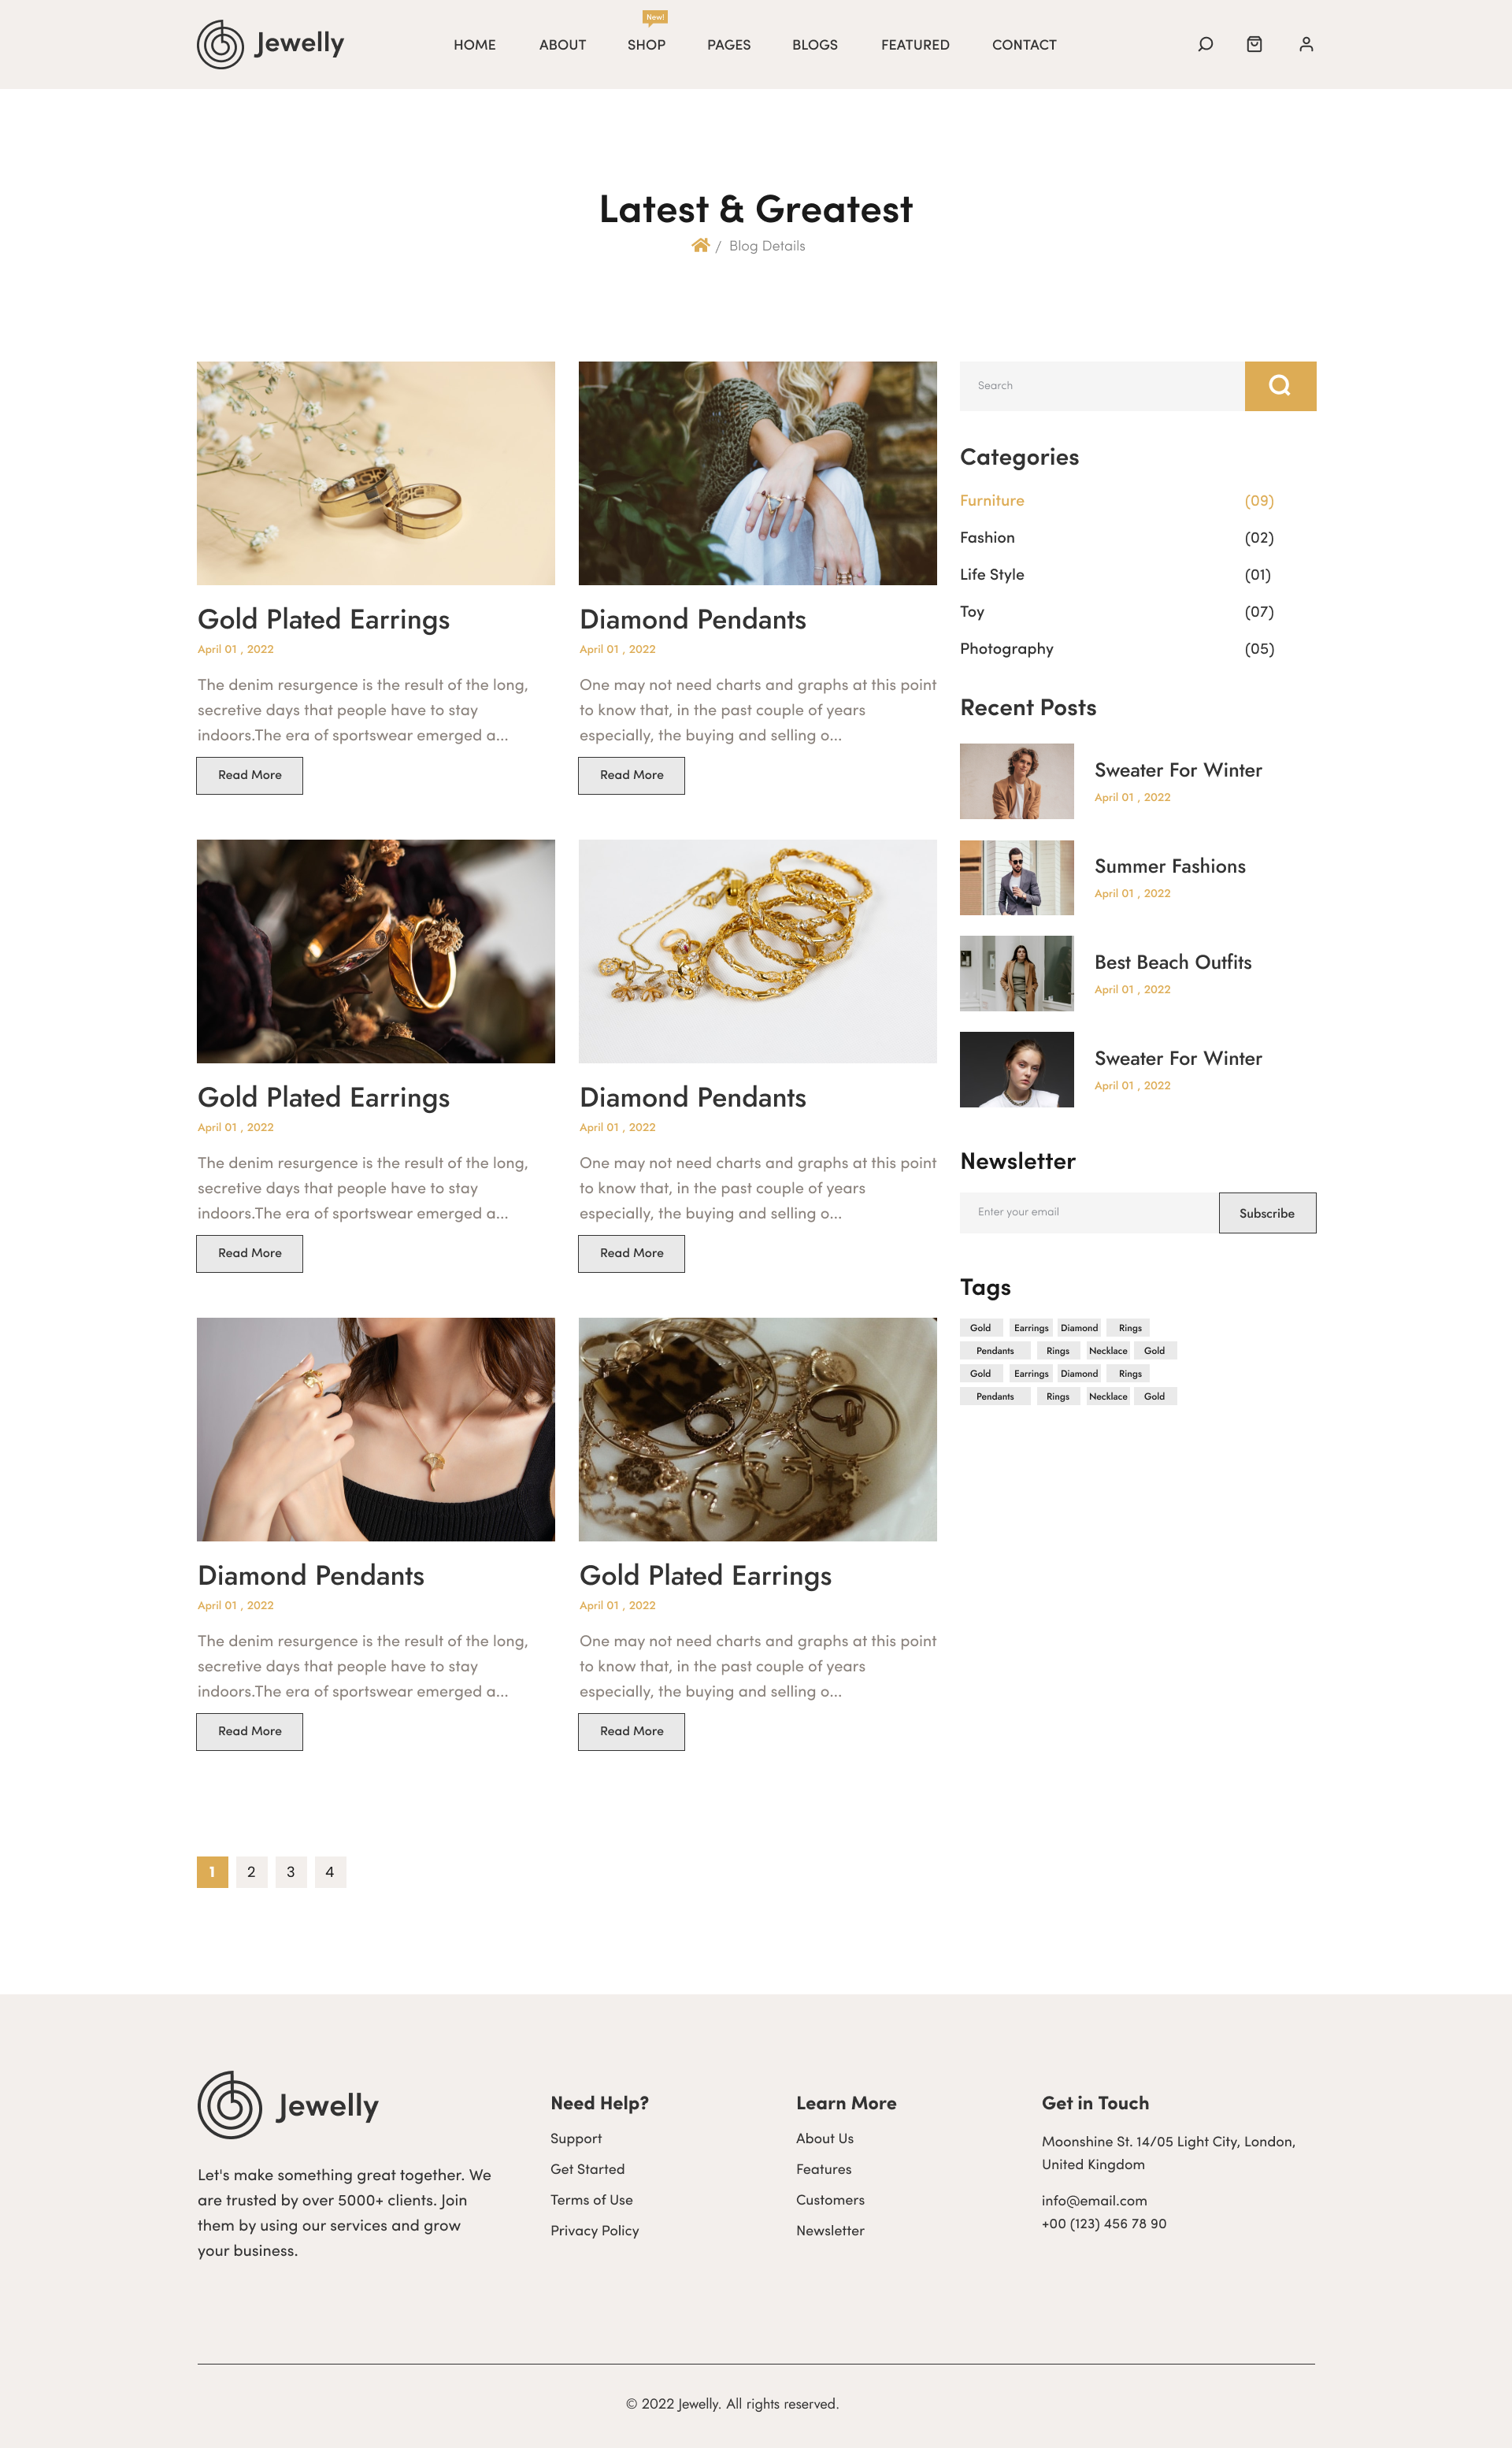 Jewelly
HOME ABOUT SHOP PAGES BLOGS FEATURED CONTACT
New!
Latest & Greatest
/ Blog Details
Gold Plated Earrings
April 01 , 2022
The denim resurgence is the result of the long,
secretive days that people have to stay
indoors.The era of sportswear emerged a...
Read More
Diamond Pendants
April 01 , 2022
One may not need charts and graphs at this point
to know that, in the past couple of years
especially, the buying and selling o...
Read More
Gold Plated Earrings
April 01 , 2022
The denim resurgence is the result of the long,
secretive days that people have to stay
indoors.The era of sportswear emerged a...
Read More
Diamond Pendants
April 01 , 2022
One may not need charts and graphs at this point
to know that, in the past couple of years
especially, the buying and selling o...
Read More
Diamond Pendants
April 01 , 2022
The denim resurgence is the result of the long,
secretive days that people have to stay
indoors.The era of sportswear emerged a...
Read More
Gold Plated Earrings
April 01 , 2022
One may not need charts and graphs at this point
to know that, in the past couple of years
especially, the buying and selling o...
Read More
1 2 3 4
Search
Categories
Furniture (09)
Fashion (02)
Life Style (01)
Toy (07)
Photography (05)
Recent Posts
Sweater For Winter
April 01 , 2022
Summer Fashions
April 01 , 2022
Best Beach Outfits
April 01 , 2022
Sweater For Winter
April 01 , 2022
Newsletter
Enter your email Subscribe
Tags
Gold Earrings Diamond Rings
Pendants Rings Necklace Gold
Gold Earrings Diamond Rings
Pendants Rings Necklace Gold
Jewelly
Let's make something great together. We
are trusted by over 5000+ clients. Join
them by using our services and grow
your business.
Need Help?
Support
Get Started
Terms of Use
Privacy Policy
Learn More
About Us
Features
Customers
Newsletter
Get in Touch
Moonshine St. 14/05 Light City, London,
United Kingdom
info@email.com
+00 (123) 456 78 90
© 2022 Jewelly. All rights reserved.